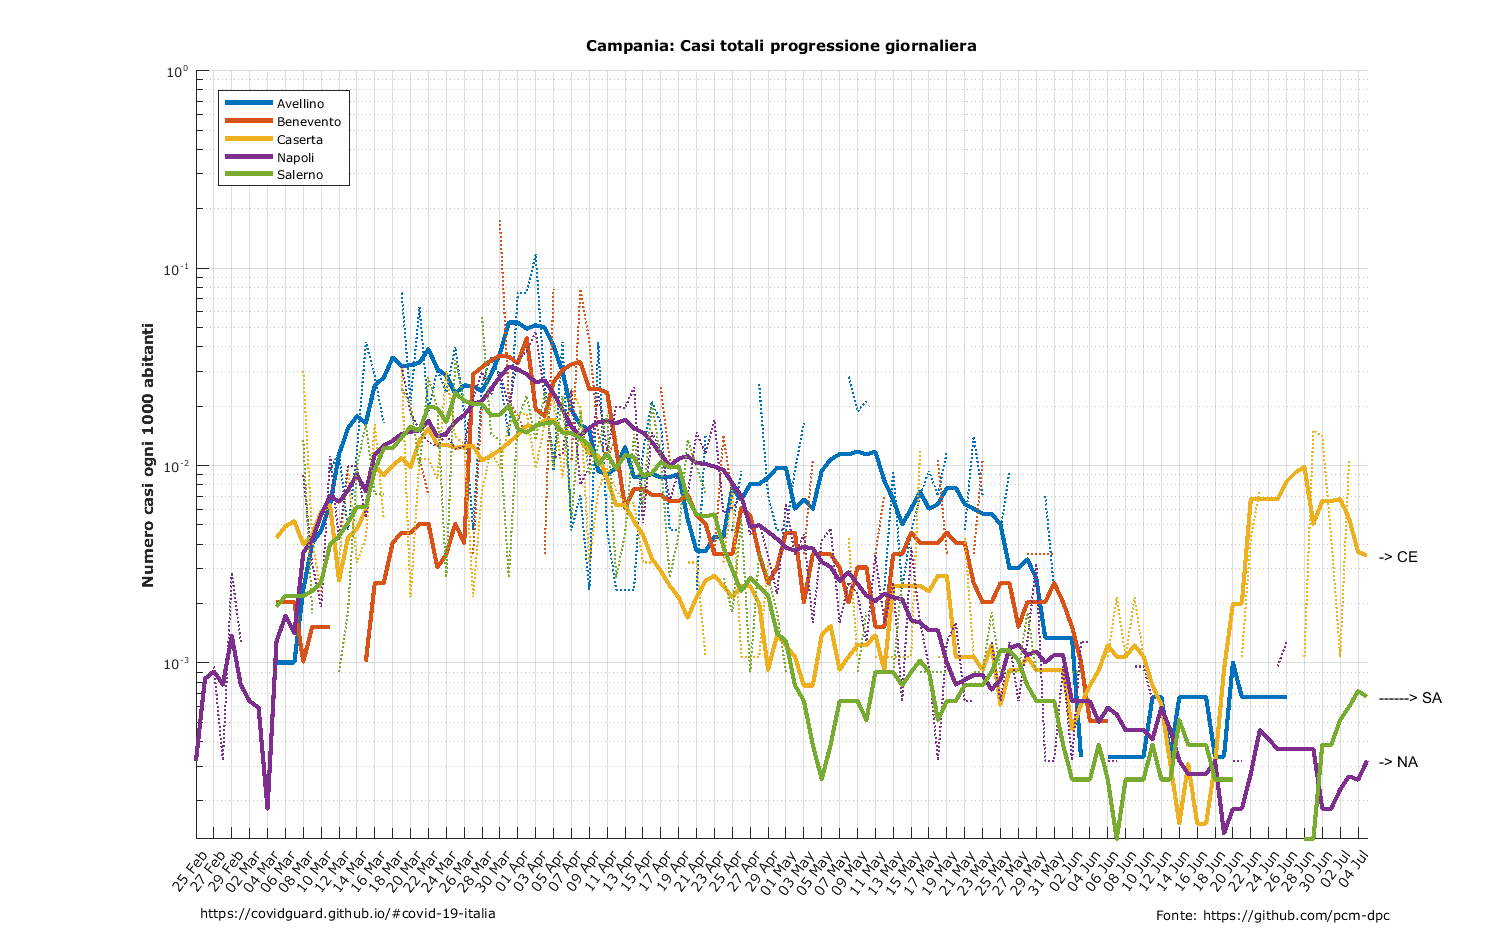 Campania: Casi totali progressione giornaliera
10^0
10^-1
10^-2
10^-3
Numero casi ogni 1000 abitanti
Avellino
Benevento
Caserta
Napoli
Salerno
-> CE
------> SA
-> NA
25 Feb
27 Feb
29 Feb
02 Mar
04 Mar
06 Mar
08 Mar
10 Mar
12 Mar
14 Mar
16 Mar
18 Mar
20 Mar
22 Mar
24 Mar
26 Mar
28 Mar
30 Mar
01 Apr
03 Apr
05 Apr
07 Apr
09 Apr
11 Apr
13 Apr
15 Apr
17 Apr
19 Apr
21 Apr
23 Apr
25 Apr
27 Apr
29 Apr
01 May
03 May
05 May
07 May
09 May
11 May
13 May
15 May
17 May
19 May
21 May
23 May
25 May
27 May
29 May
31 May
02 Jun
04 Jun
06 Jun
08 Jun
10 Jun
12 Jun
14 Jun
16 Jun
18 Jun
20 Jun
22 Jun
24 Jun
26 Jun
28 Jun
30 Jun
02 Jul
04 Jul
https://covidguard.github.io/#covid-19-italia
Fonte: https://github.com/pcm-dpc